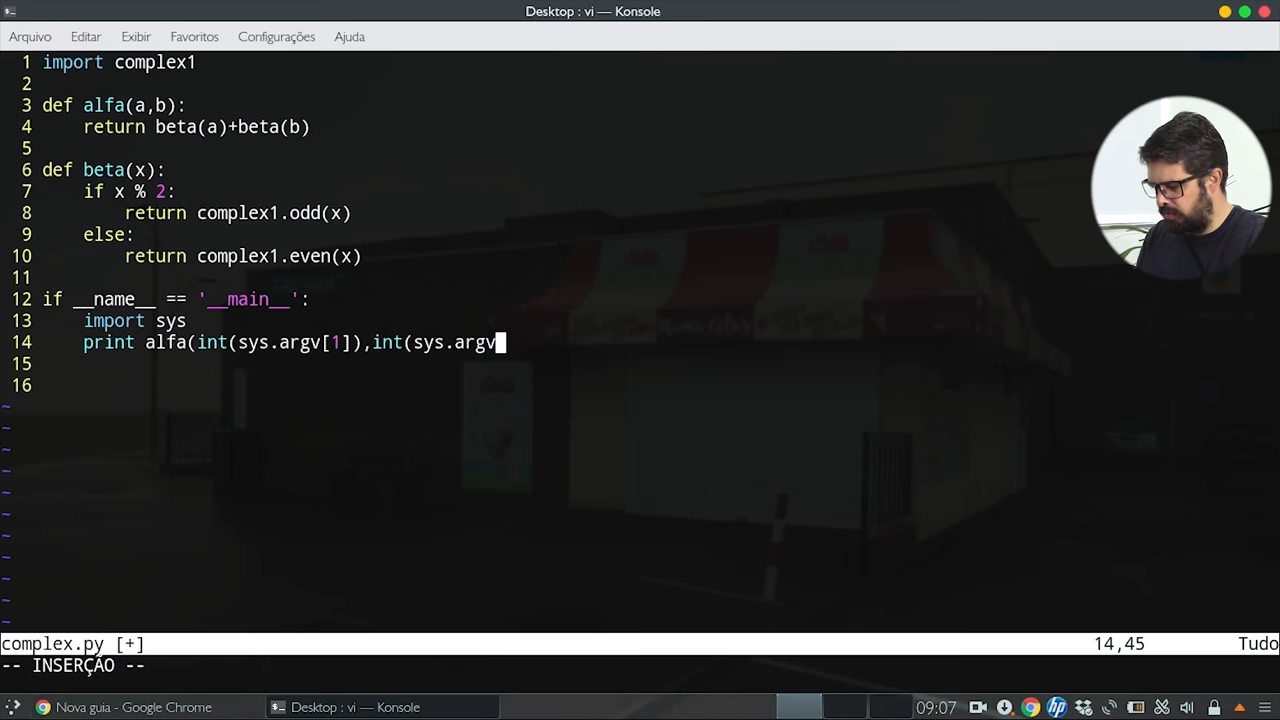 Desktop : vi — Konsole
Arquivo Editar Exibir Favoritos Configurações Ajuda
1 import complex1
2
3 def alfa(a,b):
4 return beta(a)+beta(b)
5
6 def beta(x):
7 if x % 2:
8 return complex1.odd(x)
9 else:
10 return complex1.even(x)
11
12 if __name__ == '__main__':
13 import sys
14 print alfa(int(sys.argv[1]),int(sys.argv
15
16
~
~
~
~
~
~
~
~
~
~
~
complex.py [+] 14,45 Tudo
-- INSERÇÃO --
Nova guia - Google Chrome Desktop : vi — Konsole 09:07